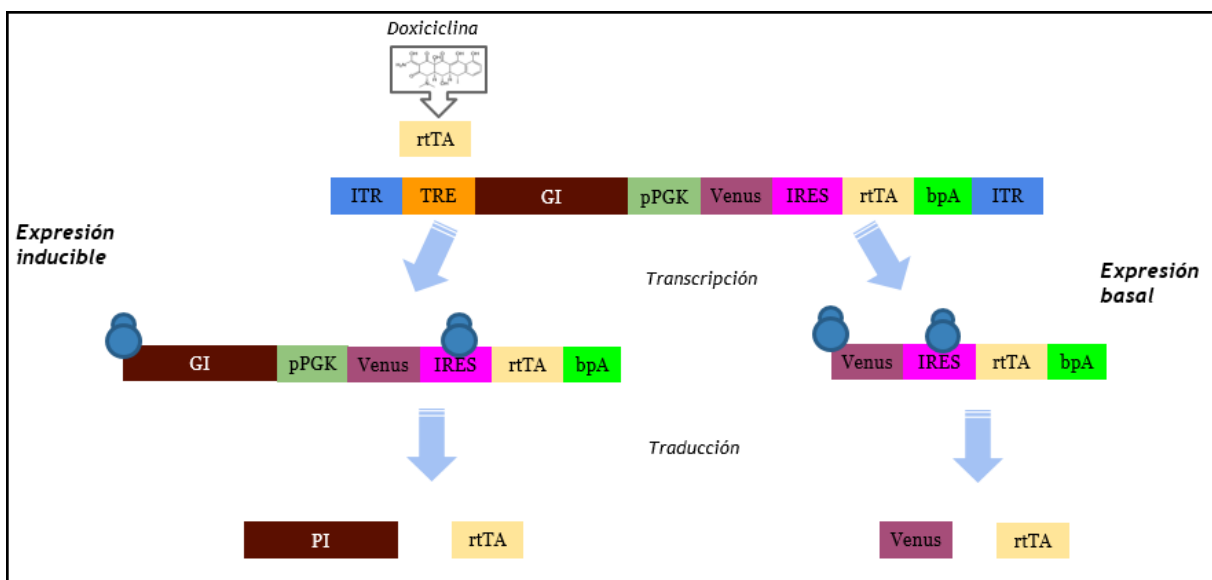 Doxiciclina
rtTA
ITR TRE GI pPGK Venus IRES rtTA bpA ITR
Expresión
inducible
Transcripción
Expresión
basal
GI pPGK Venus IRES rtTA bpA
Venus IRES rtTA bpA
Traducción
PI rtTA
Venus rtTA